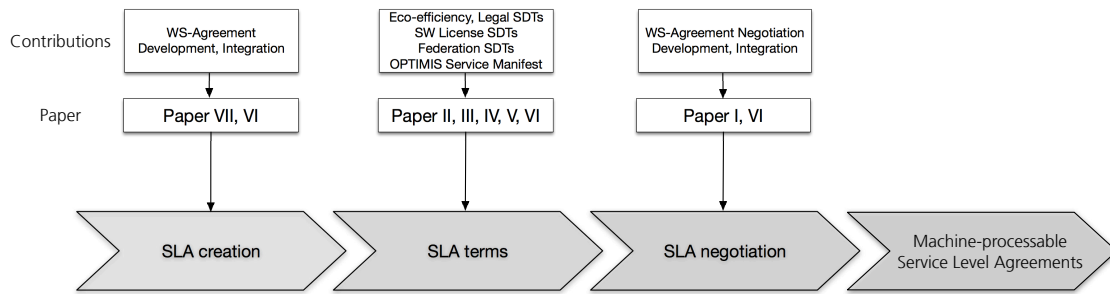 Contributions
WS-Agreement
Development, Integration
Eco-efficiency, Legal SDTs
SW License SDTs
Federation SDTs
OPTIMIS Service Manifest
WS-Agreement Negotiation
Development, Integration
Paper
Paper VII, VI
Paper II, III, IV, V, VI
Paper I, VI
SLA creation
SLA terms
SLA negotiation
Machine-processable
Service Level Agreements